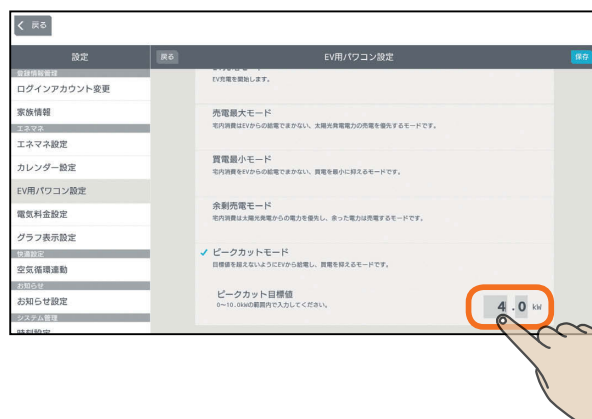 戻る
設定
戻る
EV用パワコン設定
保存
登録情報管理
ログインアカウント変更
家族情報
エネマネ
エネマネ設定
カレンダー設定
EV用パワコン設定
電気料金設定
グラフ表示設定
快適設定
空気循環連動
お知らせ
お知らせ設定
システム管理
時刻設定
EV充電を開始します。
売電最大モード
宅内消費はEVからの給電でまかない、太陽光発電電力の売電を優先するモードです。
買電最小モード
宅内消費をEVからの給電でまかない、買電を最小に抑えるモードです。
余剰売電モード
宅内消費は太陽光発電からの電力を優先し、余った電力は売電するモードです。
ピークカットモード
目標値を超えないようにEVから給電し、買電を抑えるモードです。
ピークカット目標値
0～10.0kWの範囲内で入力してください。
4.0 kW